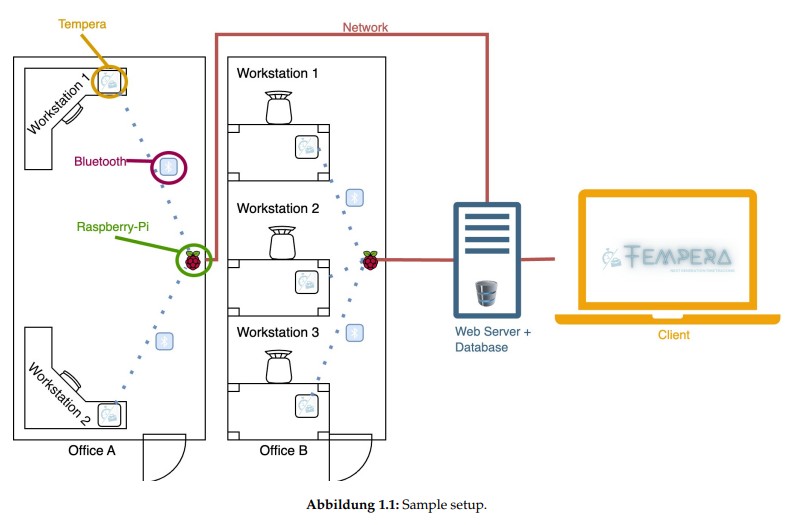 Tempera
Network
Workstation 1
Workstation 1
Bluetooth
Raspberry-Pi
Workstation 2
Workstation 3
Workstation 2
Office A
Office B
Web Server +
Database
TEMPERA
Client
Abbildung 1.1: Sample setup.